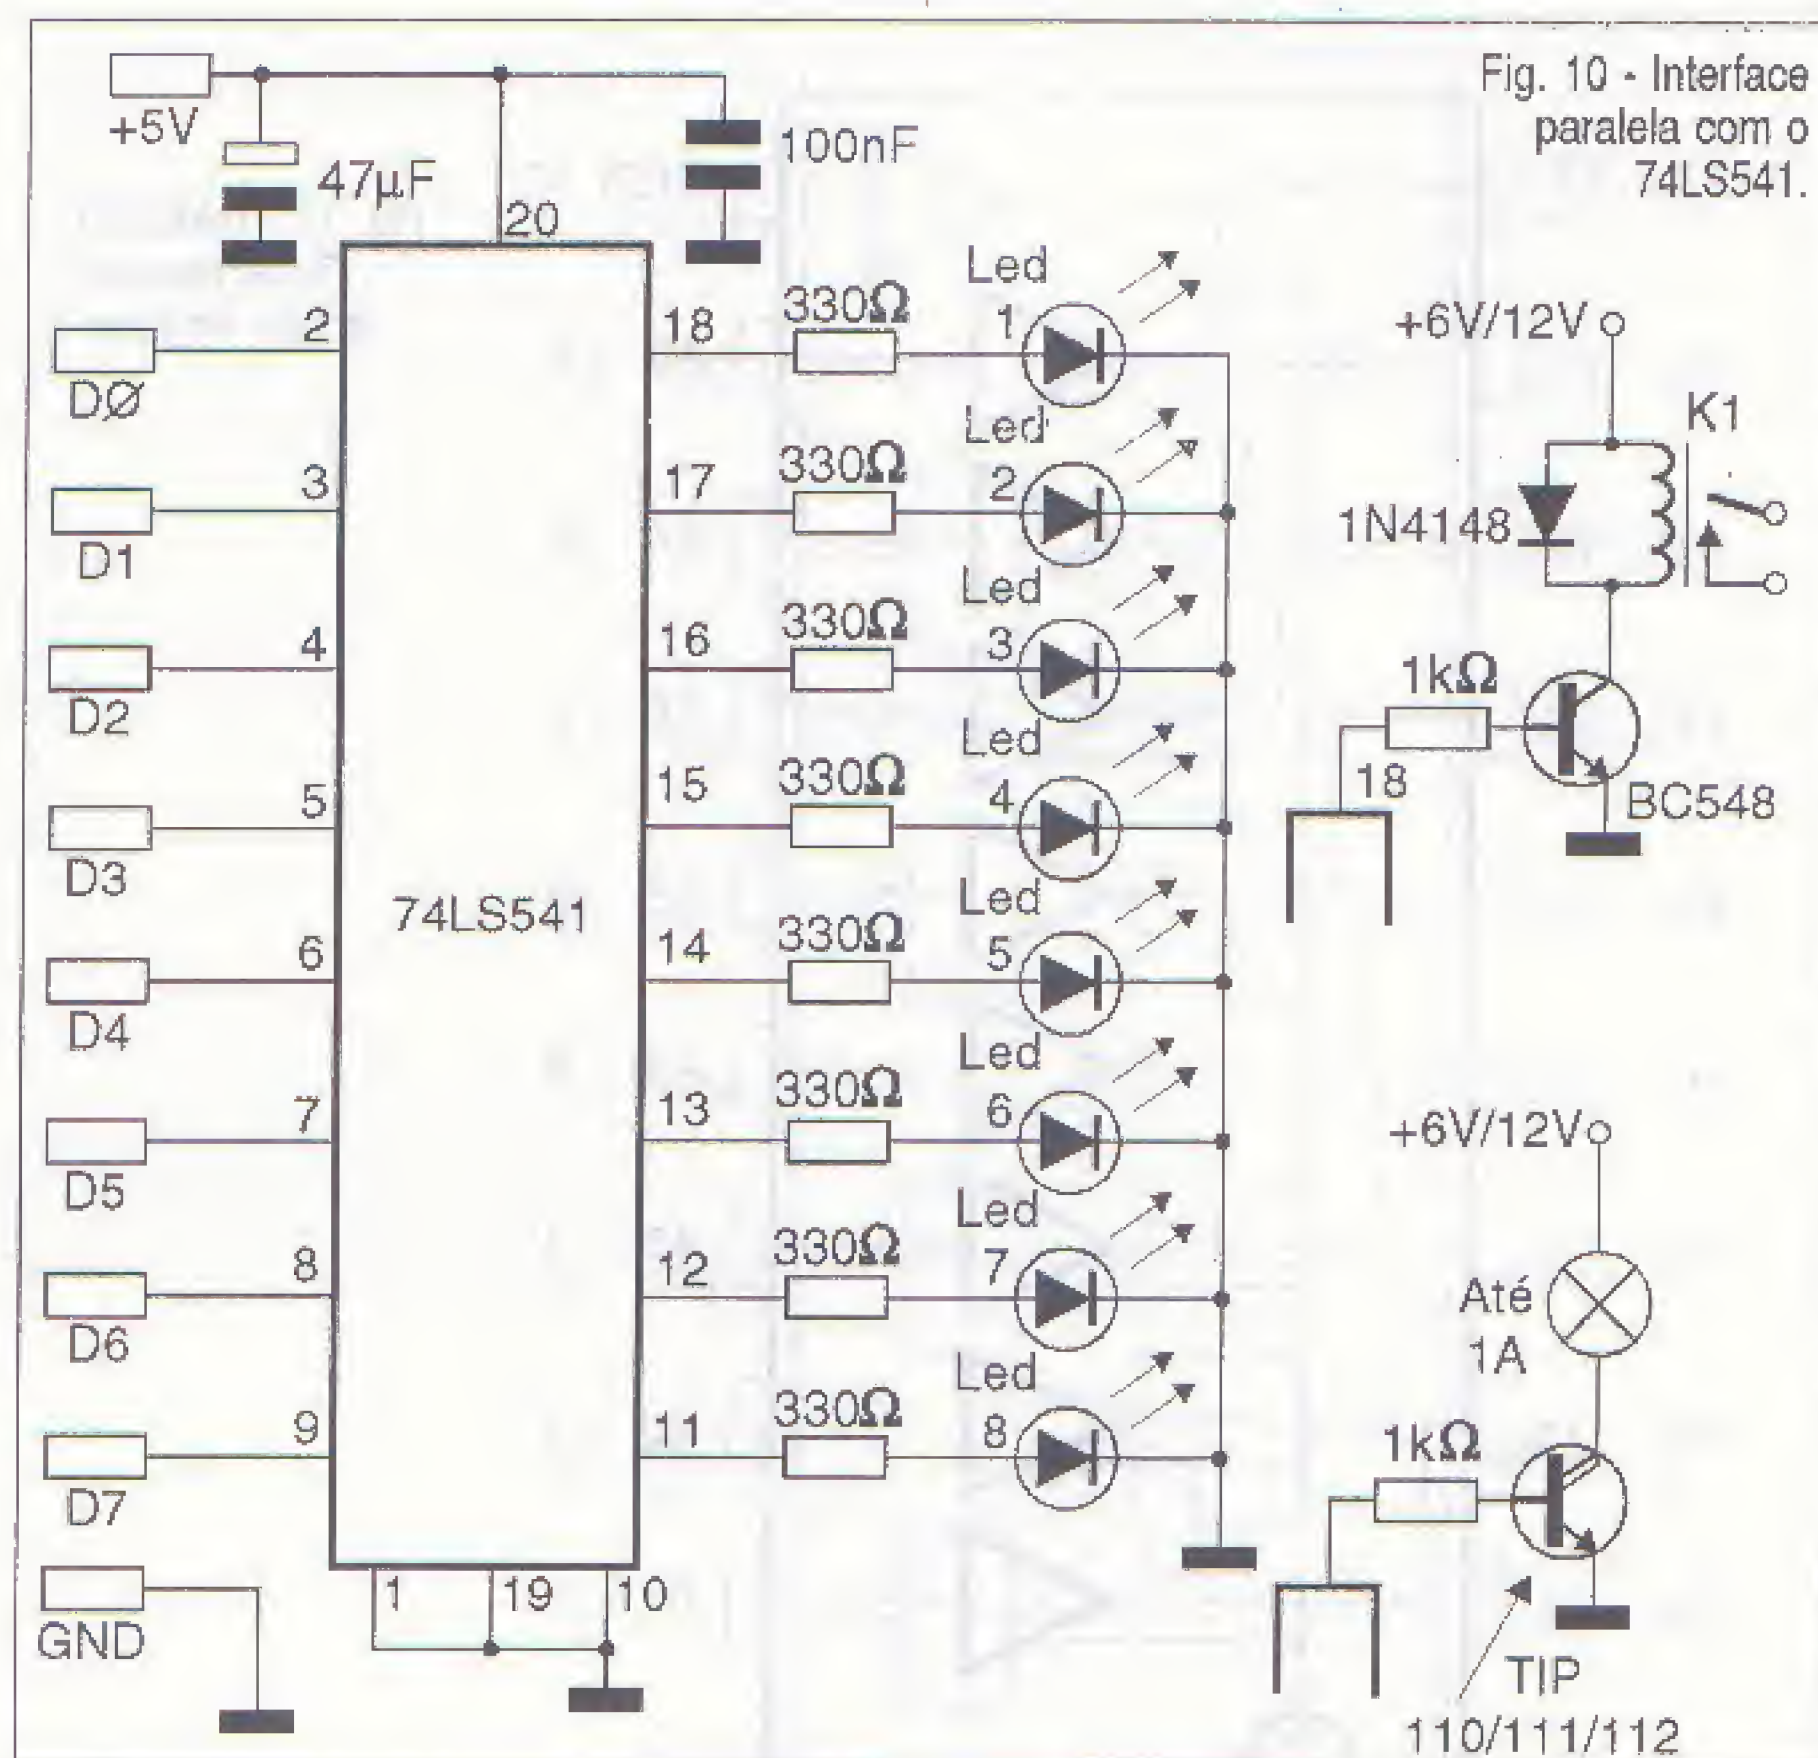 Fig. 10 - Interface
paralela com o
74LS541.
+5V
47µF
100nF
20
74LS541
DØ
2
18
330Ω
Led
1
D1
3
17
330Ω
Led
2
D2
4
16
330Ω
Led
3
D3
5
15
330Ω
Led
4
D4
6
14
330Ω
Led
5
D5
7
13
330Ω
Led
6
D6
8
12
330Ω
Led
7
D7
9
11
330Ω
Led
8
GND
1
19
10
+6V/12V
K1
1N4148
1kΩ
18
BC548
+6V/12V
Até
1A
1kΩ
TIP
110/111/112